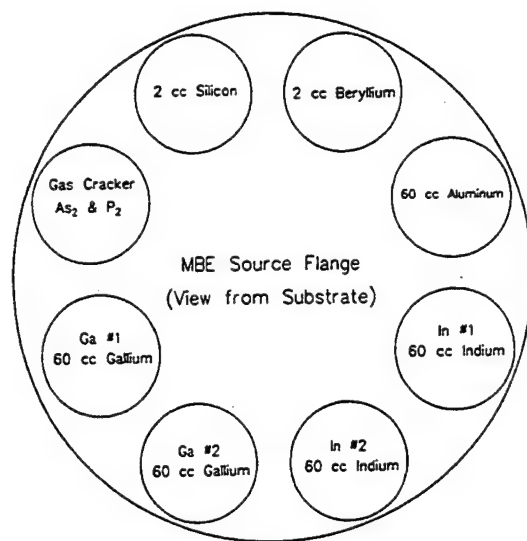 2 cc Silicon
2 cc Beryllium
Gas Cracker
As₂ & P₂
60 cc Aluminum
MBE Source Flange
(View from Substrate)
Ga #1
60 cc Gallium
In #1
60 cc Indium
Ga #2
60 cc Gallium
In #2
60 cc Indium